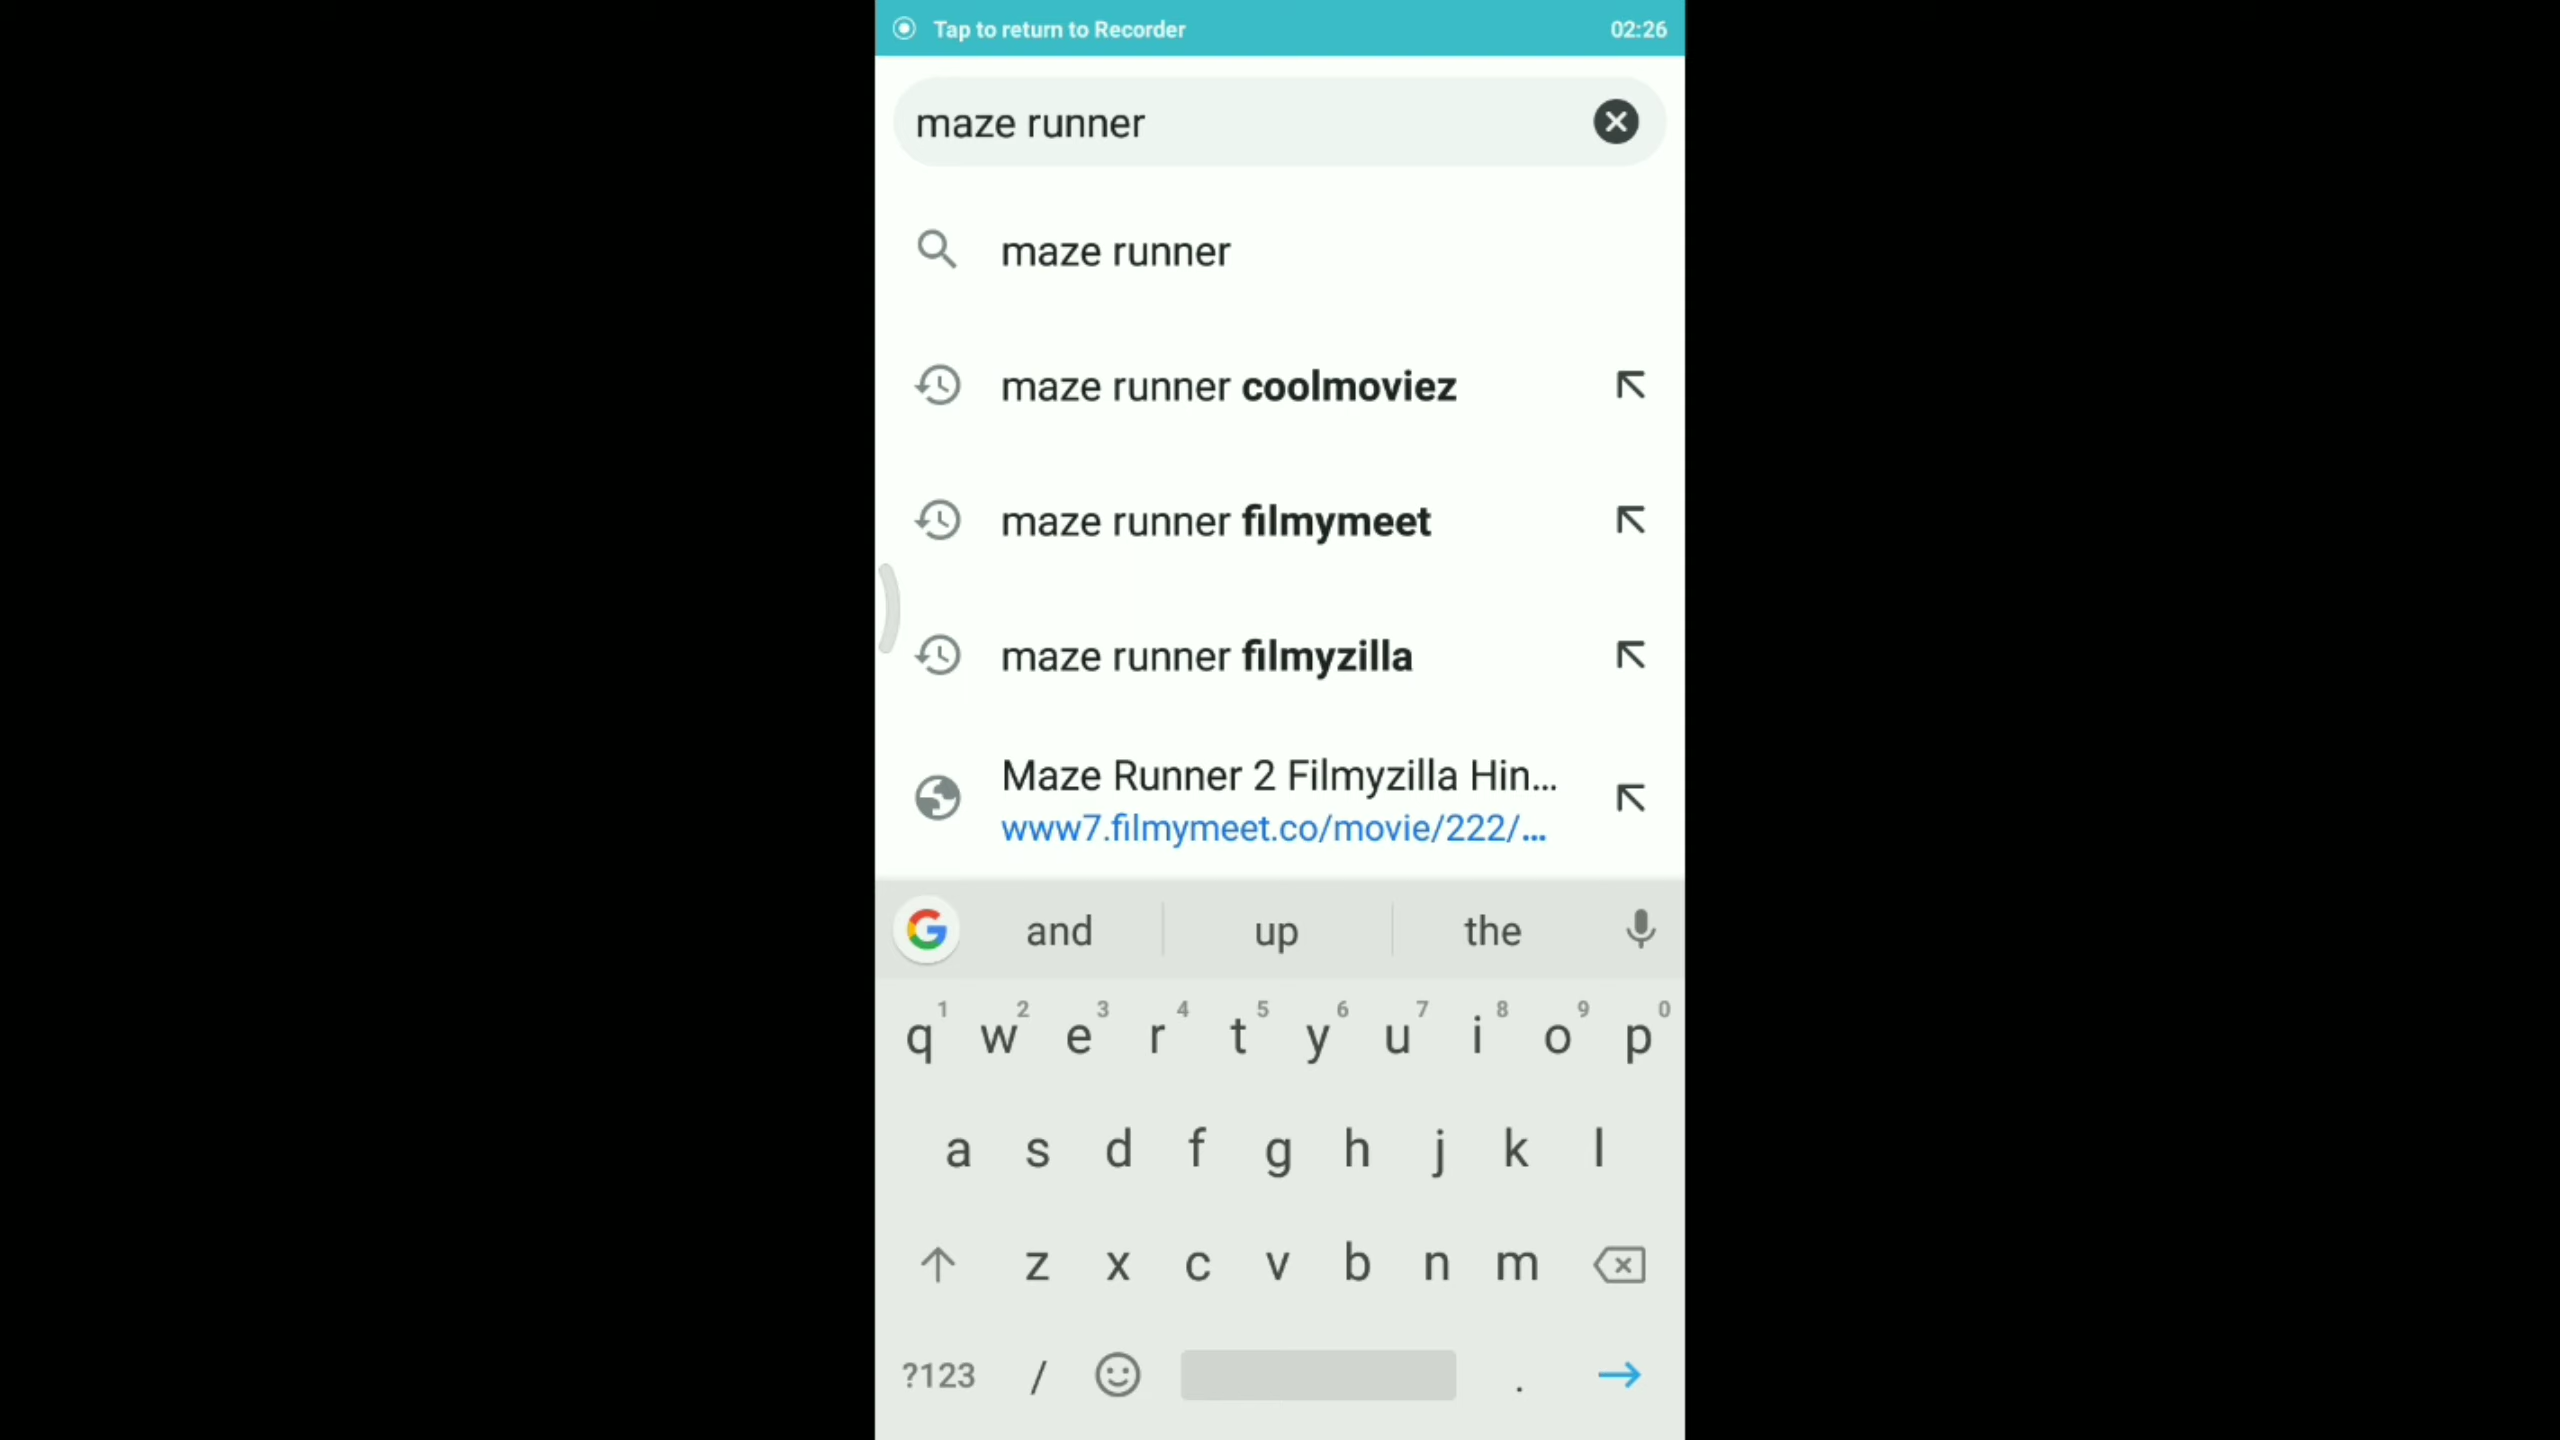 Tap to return to Recorder 02:26
maze runner
maze runner
maze runner coolmoviez
maze runner filmymeet
maze runner filmyzilla
Maze Runner 2 Filmyzilla Hin...
www7.filmymeet.co/movie/222/...
G and up the
1 2 3 4 5 6 7 8 9 0
q w e r t y u i o p
a s d f g h j k l
z x c v b n m
?123 / .